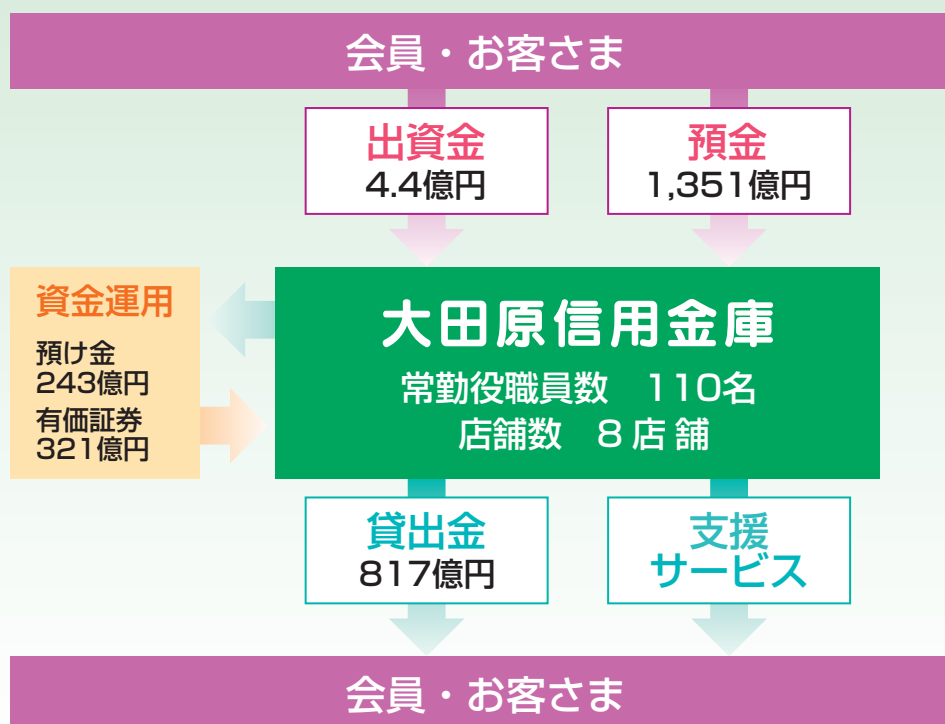 会員・お客さま
出資金
4.4億円
預金
1,351億円
資金運用
預け金
243億円
有価証券
321億円
大田原信用金庫
常勤役職員数　110名
店舗数　8店舗
貸出金
817億円
支援
サービス
会員・お客さま